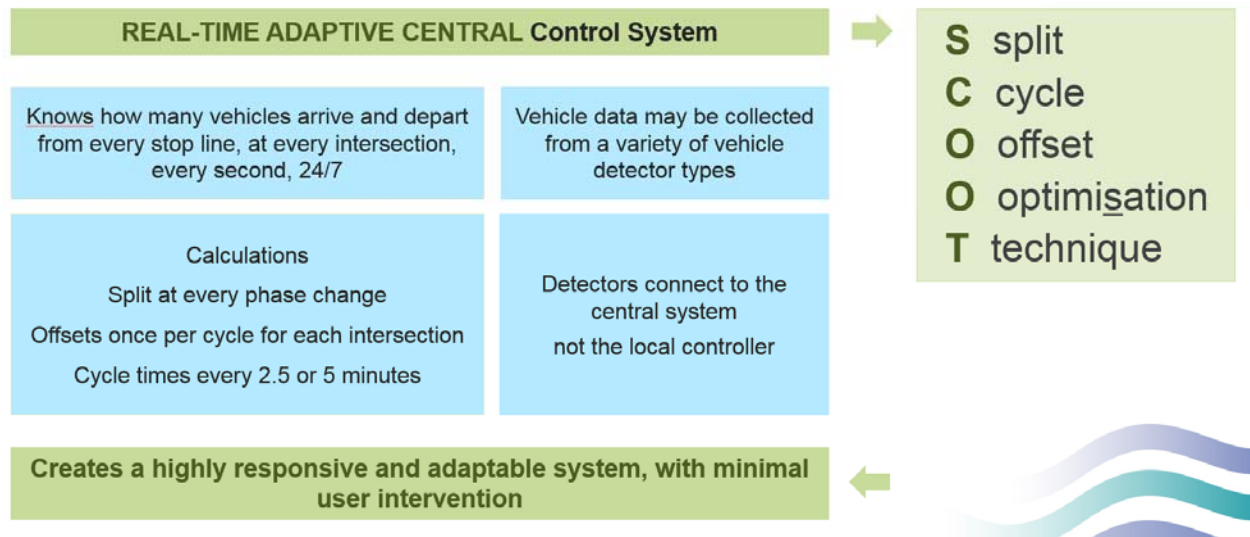 REAL-TIME ADAPTIVE CENTRAL Control System
Knows how many vehicles arrive and depart
from every stop line, at every intersection,
every second, 24/7
Vehicle data may be collected
from a variety of vehicle
detector types
Calculations
Split at every phase change
Offsets once per cycle for each intersection
Cycle times every 2.5 or 5 minutes
Detectors connect to the
central system
not the local controller
Creates a highly responsive and adaptable system, with minimal
user intervention
S split
C cycle
O offset
O optimisation
T technique